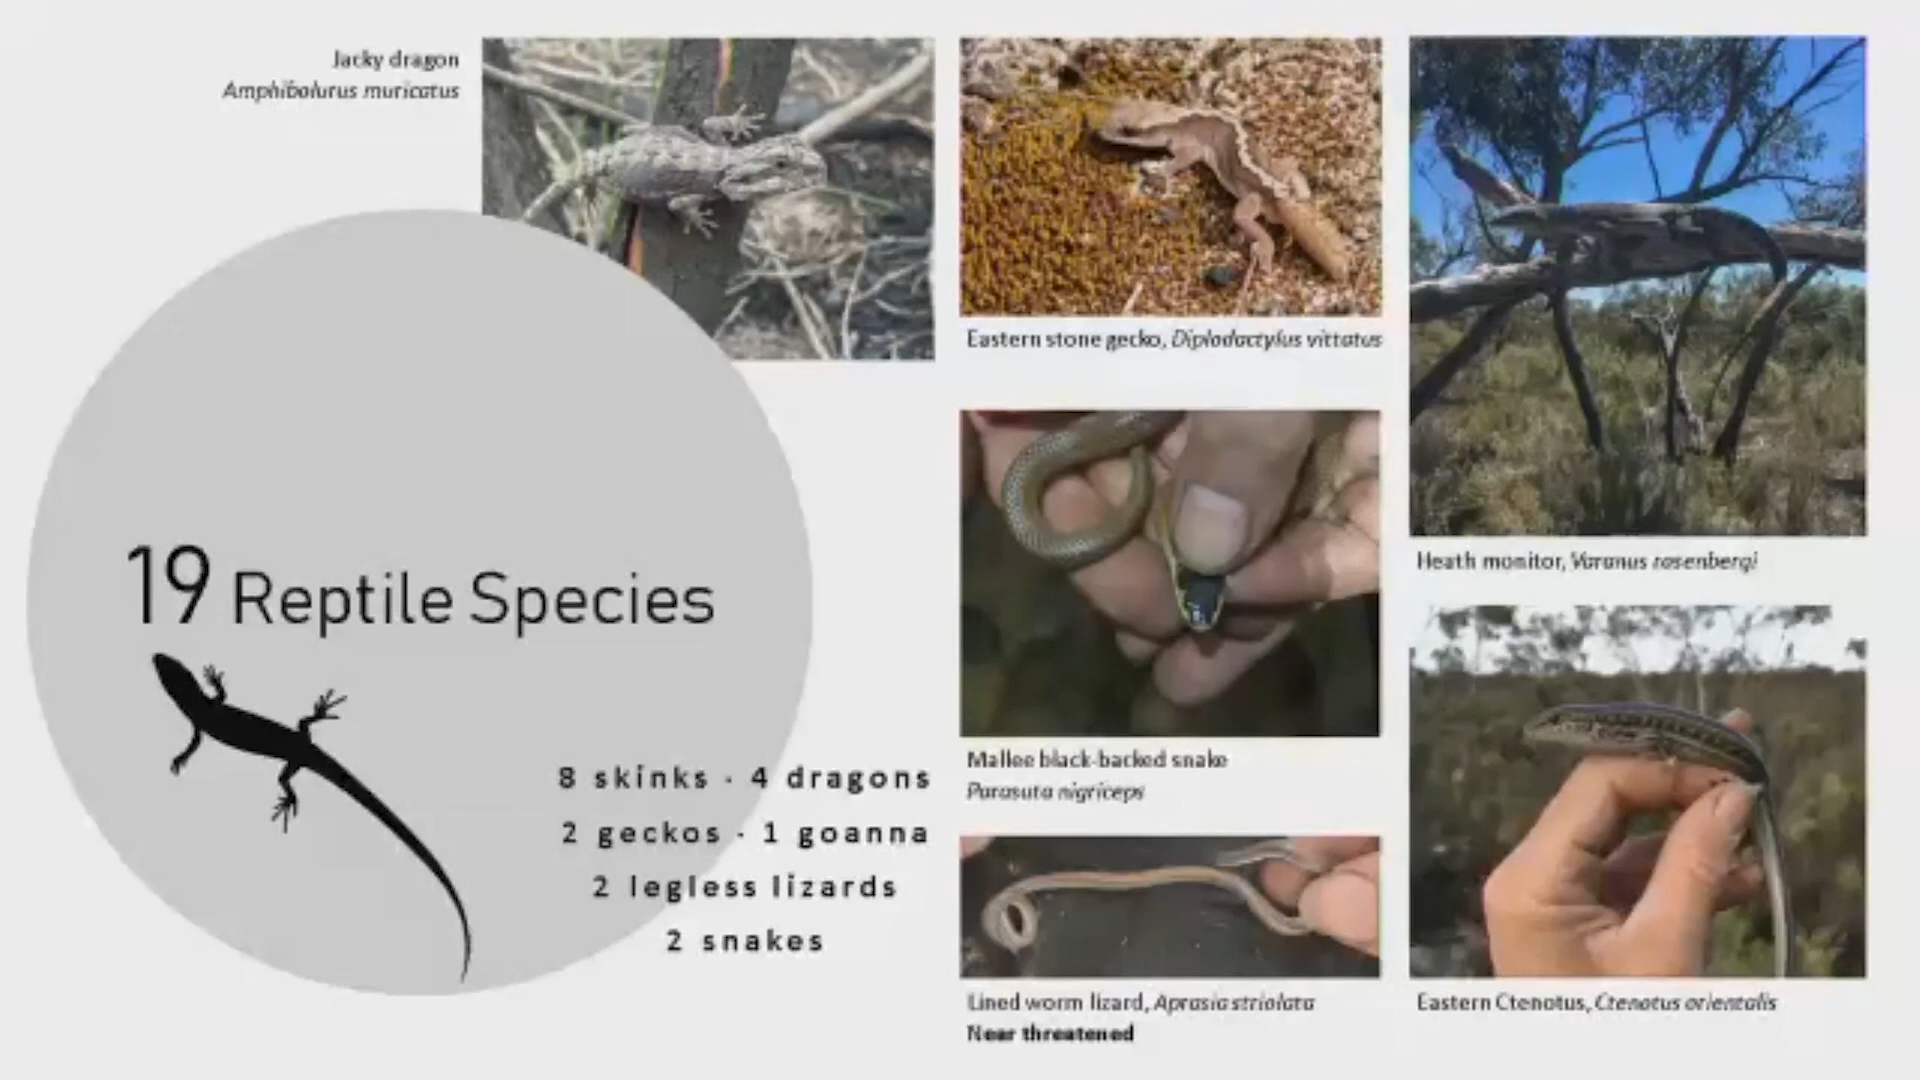 Jacky dragon
Amphibolurus muricatus
Eastern stone gecko, Diplodactylus vittatus
Heath monitor, Varanus rosenbergi
19 Reptile Species
8 skinks · 4 dragons
2 geckos · 1 goanna
2 legless lizards
2 snakes
Mallee black-backed snake
Parasuta nigriceps
Lined worm lizard, Aprasia striolata
Near threatened
Eastern Ctenotus, Ctenotus orientalis